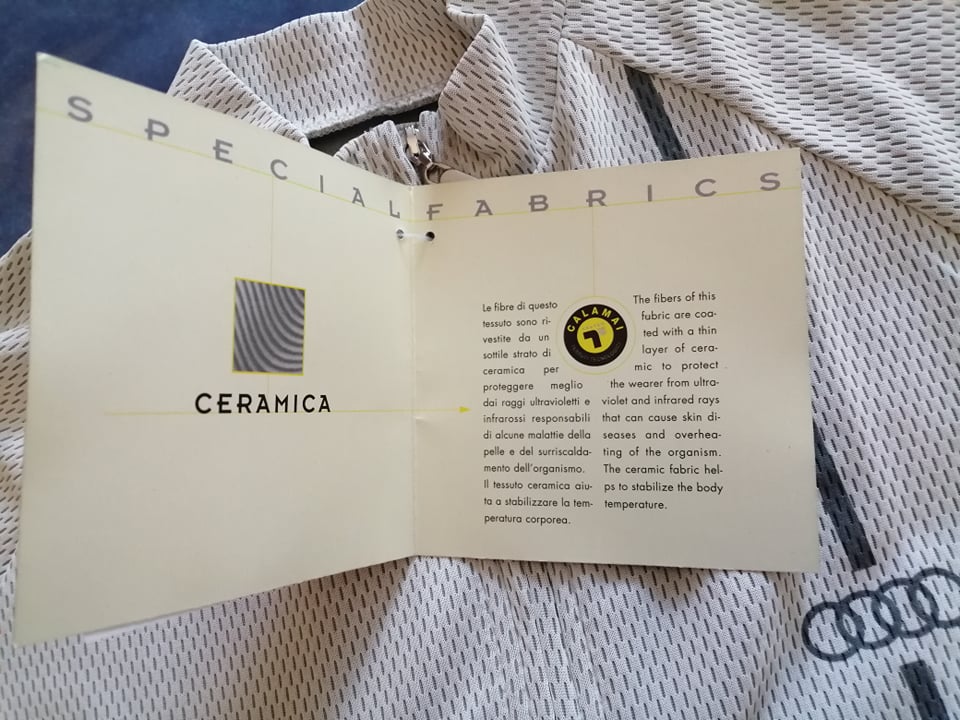 SPECIAL FABRICS
CERAMICA
Le fibre di questo
tessuto sono ri-
vestite da un
sottile strato di
ceramica per
proteggere meglio
dai raggi ultravioletti e
infrarossi responsabili
di alcune malattie della
pelle e del surriscalda-
mento dell'organismo.
Il tessuto ceramica aiu-
ta a stabilizzare la tem-
peratura corporea.
CALAMAI
The fibers of this
fubric are coa-
ted with a thin
layer of cera-
mic to protect
the wearer from ultra-
violet and infrared rays
that can cause skin di-
seases and overhea-
ting of the organism.
The ceramic fabric hel-
ps to stabilize the body
temperature.